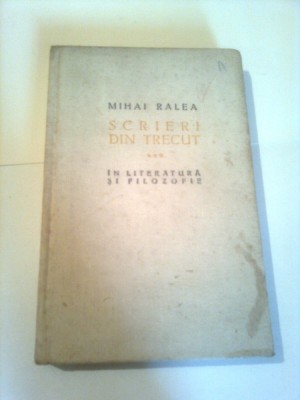 MIHAI RALEA
SCRIERI
DIN TRECUT
***
ÎN LITERATURĂ
ȘI FILOZOFIE